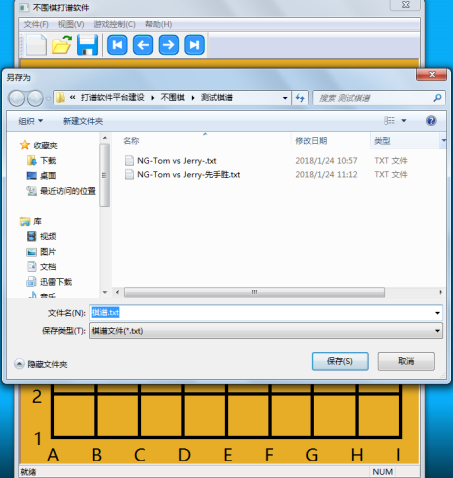 不围棋打谱软件
文件(F) 视图(V) 游戏控制(C) 帮助(H)
另存为
« 打谱软件平台建设 ▸ 不围棋 ▸ 测试棋谱
搜索 测试棋谱
组织 新建文件夹
名称 修改日期 类型
收藏夹
下载
桌面
最近访问的位置
NG-Tom vs Jerry-.txt 2018/1/24 10:57 TXT 文件
NG-Tom vs Jerry-先手胜.txt 2018/1/24 11:12 TXT 文件
库
视频
图片
文档
迅雷下载
音乐
文件名(N): 棋谱.txt
保存类型(T): 棋谱文件(*.txt)
隐藏文件夹 保存(S) 取消
2
1
A B C D E F G H I
就绪 NUM